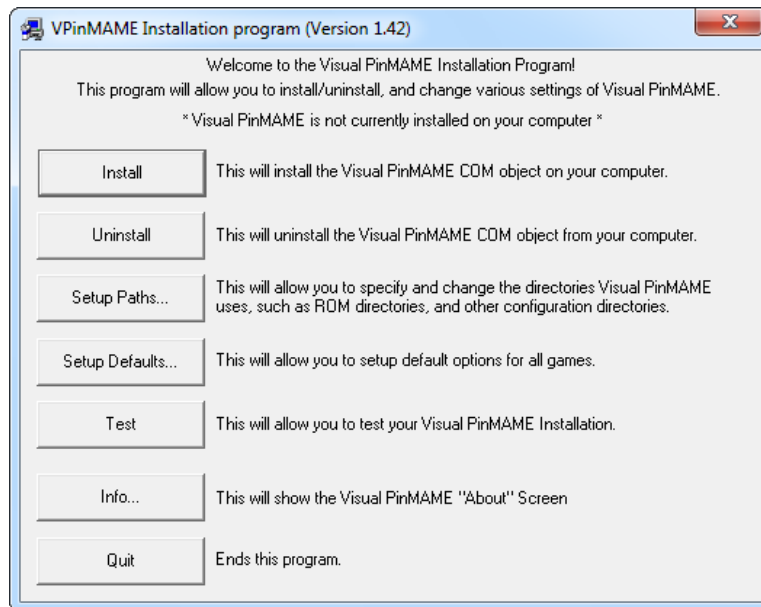 VPinMAME Installation program (Version 1.42)
Welcome to the Visual PinMAME Installation Program!
This program will allow you to install/uninstall, and change various settings of Visual PinMAME.
* Visual PinMAME is not currently installed on your computer *
Install
This will install the Visual PinMAME COM object on your computer.
Uninstall
This will uninstall the Visual PinMAME COM object from your computer.
Setup Paths...
This will allow you to specify and change the directories Visual PinMAME
uses, such as ROM directories, and other configuration directories.
Setup Defaults...
This will allow you to setup default options for all games.
Test
This will allow you to test your Visual PinMAME Installation.
Info...
This will show the Visual PinMAME "About" Screen
Quit
Ends this program.